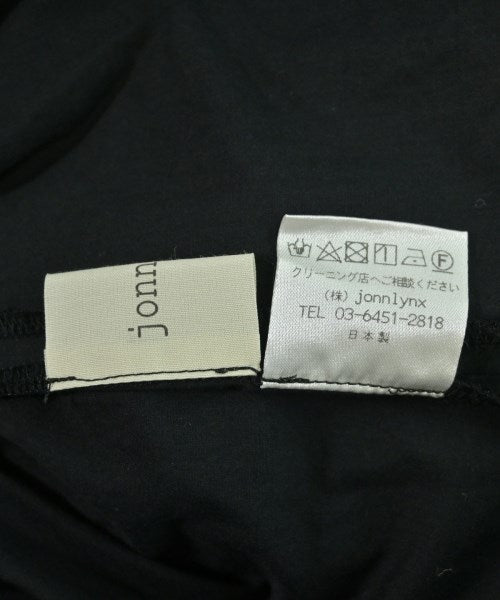 jonn
クリーニング店へご相談ください
(株) jonnlynx
TEL 03-6451-2818
日本製